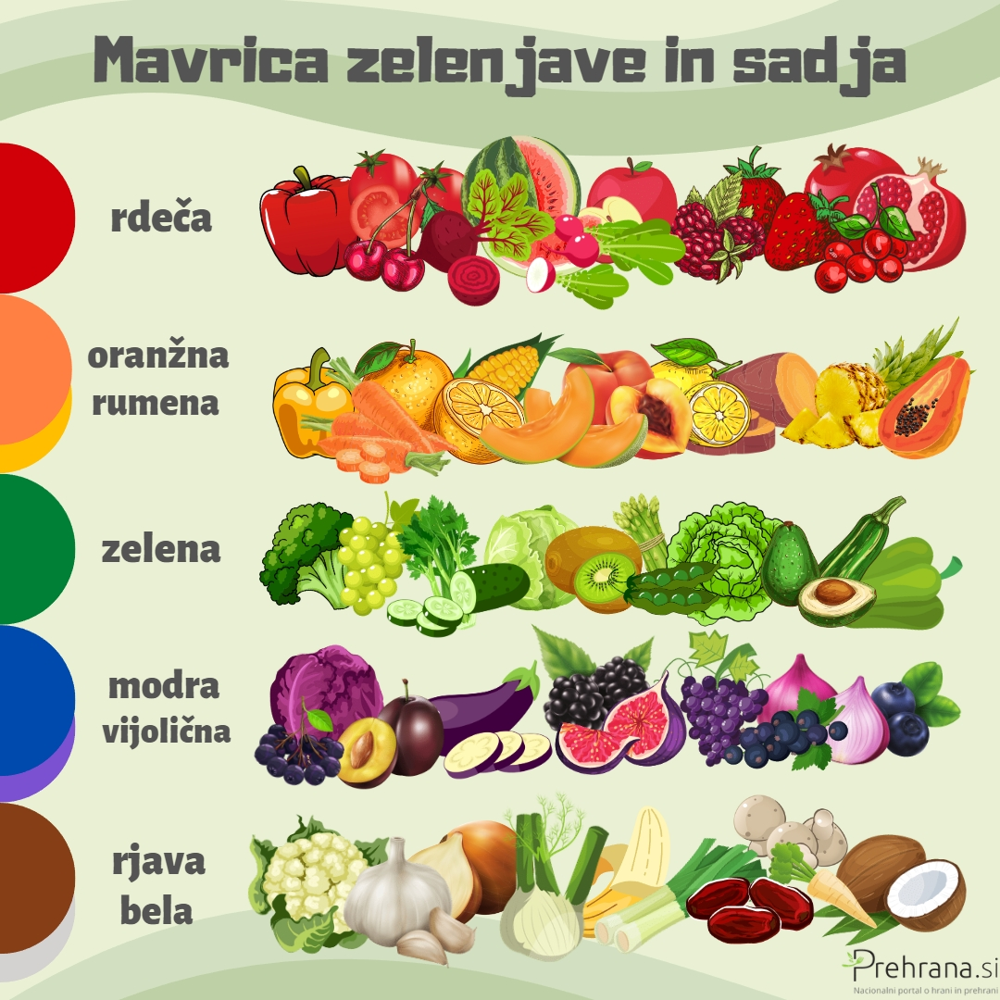 Mavrica zelenjave in sadja
rdeča
oranžna
rumena
zelena
modra
vijolična
rjava
bela
Prehrana.si
Nacionalni portal o hrani in prehrani